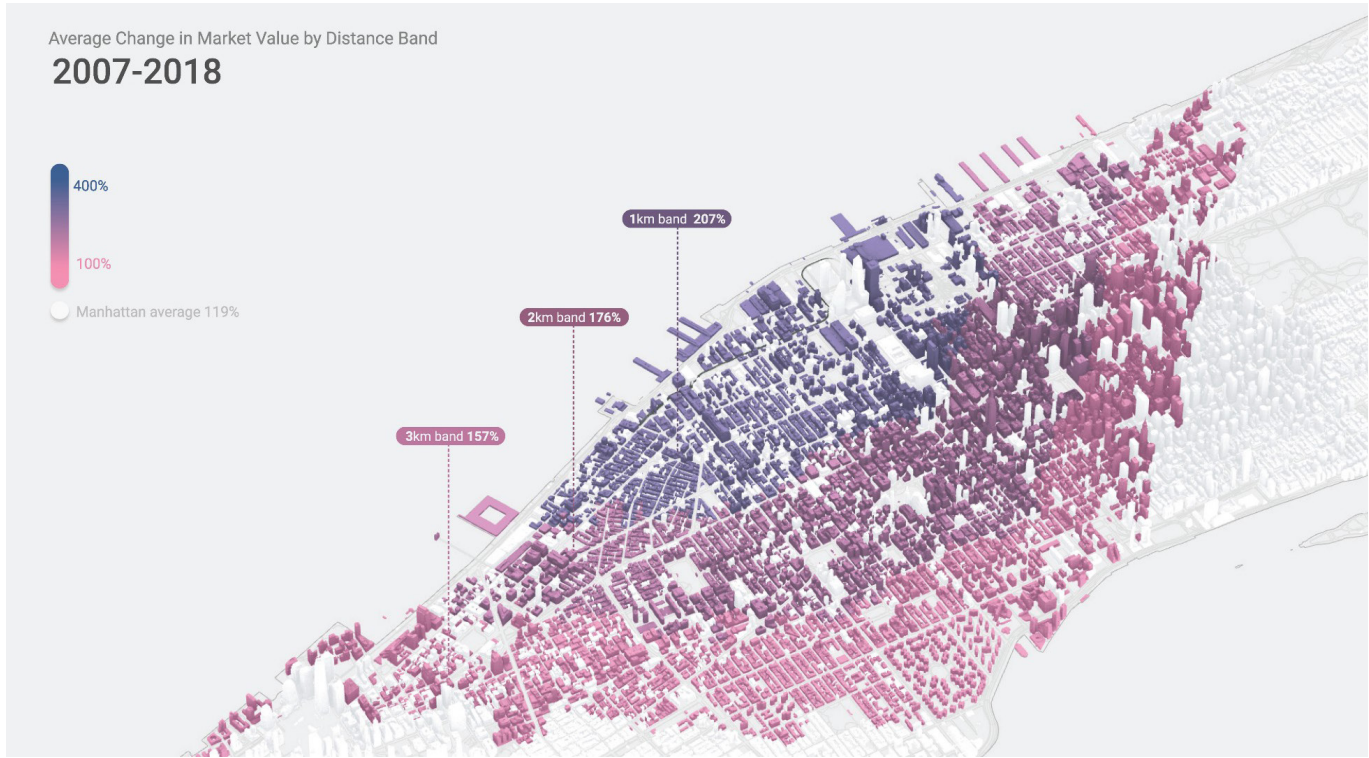 Average Change in Market Value by Distance Band
2007-2018
400%
100%
Manhattan average 119%
1km band 207%
2km band 176%
3km band 157%